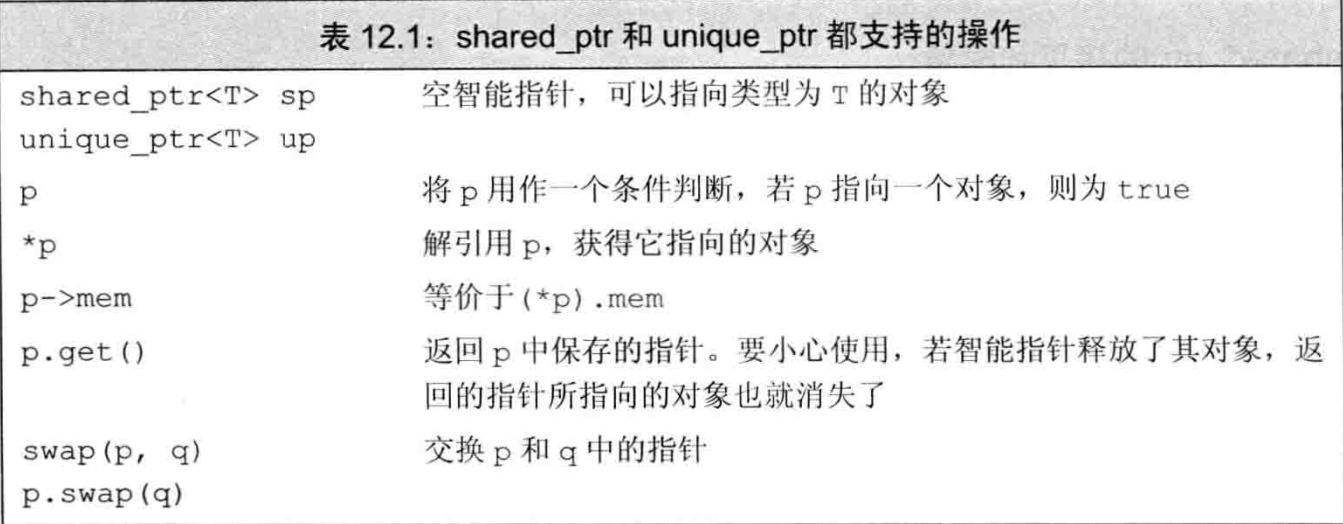 表 12.1：shared_ptr 和 unique_ptr 都支持的操作
shared_ptr<T> sp 空智能指针，可以指向类型为 T 的对象
unique_ptr<T> up
p 将 p 用作一个条件判断，若 p 指向一个对象，则为 true
*p 解引用 p，获得它指向的对象
p->mem 等价于(*p).mem
p.get() 返回 p 中保存的指针。要小心使用，若智能指针释放了其对象，返
回的指针所指向的对象也就消失了
swap(p, q) 交换 p 和 q 中的指针
p.swap(q)